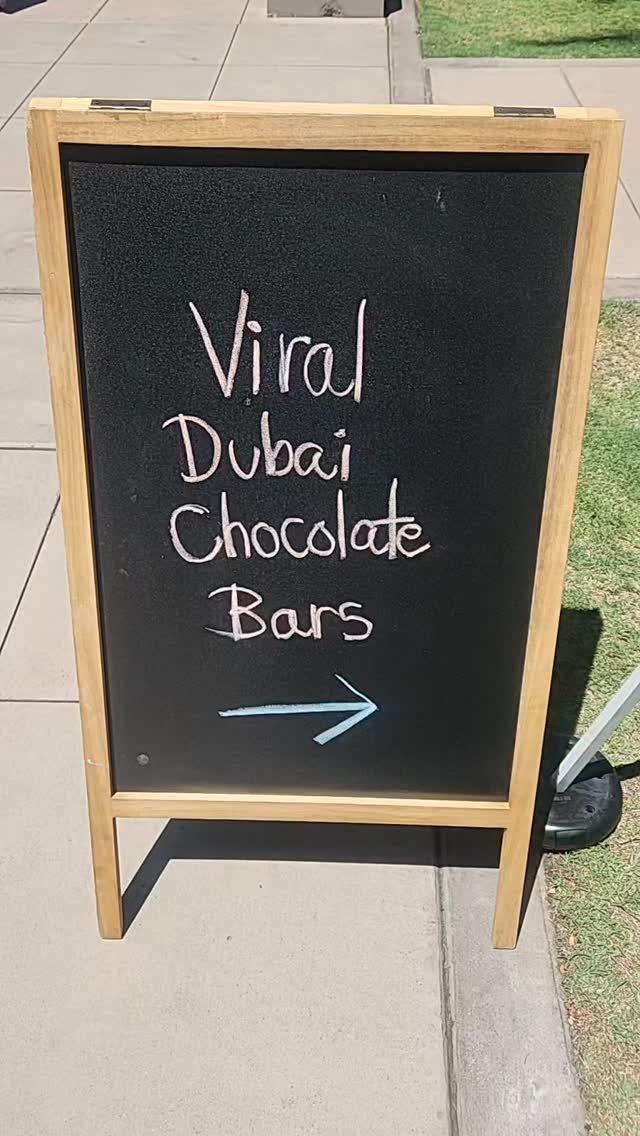 Viral
Dubai
Chocolate
Bars